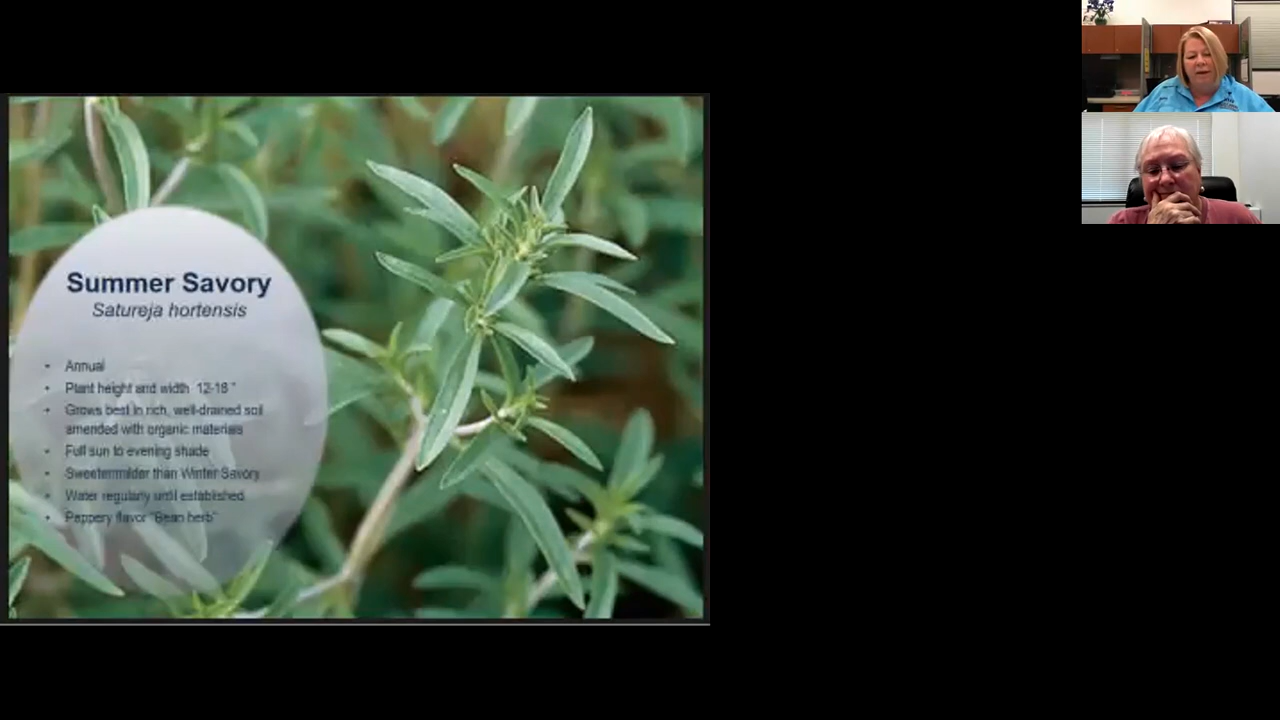 Summer Savory
Satureja hortensis
• Annual
• Plant height and width 12-18 "
• Grows best in rich, well-drained soil
amended with organic materials
• Full sun to evening shade
• Sweeter/milder than Winter Savory
• Water regularly until established
• Peppery flavor "Bean herb"